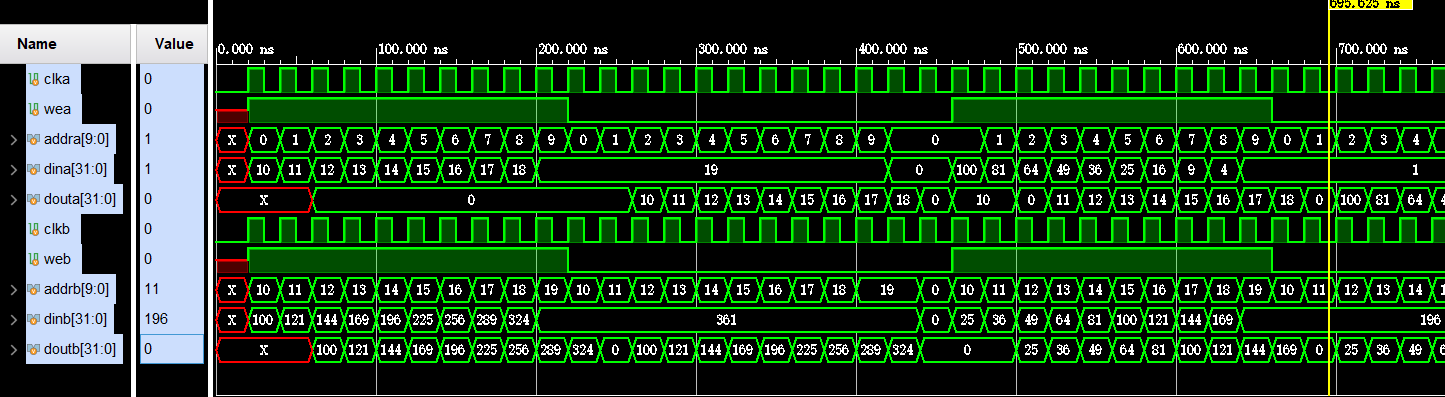 695.625 ns
Name Value
0.000 ns 100.000 ns 200.000 ns 300.000 ns 400.000 ns 500.000 ns 600.000 ns 700.000 ns
clka 0
wea 0
addra[9:0] 1 X 0 1 2 3 4 5 6 7 8 9 0 1 2 3 4 5 6 7 8 9 0 1 2 3 4 5 6 7 8 9 0 1 2 3 4
dina[31:0] 1 X 10 11 12 13 14 15 16 17 18 19 0 100 81 64 49 36 25 16 9 4 1
douta[31:0] 0 X 0 10 11 12 13 14 15 16 17 18 0 10 0 11 12 13 14 15 16 17 18 0 100 81 64
clkb 0
web 0
addrb[9:0] 11 X 10 11 12 13 14 15 16 17 18 19 10 11 12 13 14 15 16 17 18 19 0 10 11 12 13 14 15 16 17 18 19 10 11 12 13 14
dinb[31:0] 196 X 100 121 144 169 196 225 256 289 324 361 0 25 36 49 64 81 100 121 144 169 196
doutb[31:0] 0 X 100 121 144 169 196 225 256 289 324 0 100 121 144 169 196 225 256 289 324 0 25 36 49 64 81 100 121 144 169 0 25 36 49